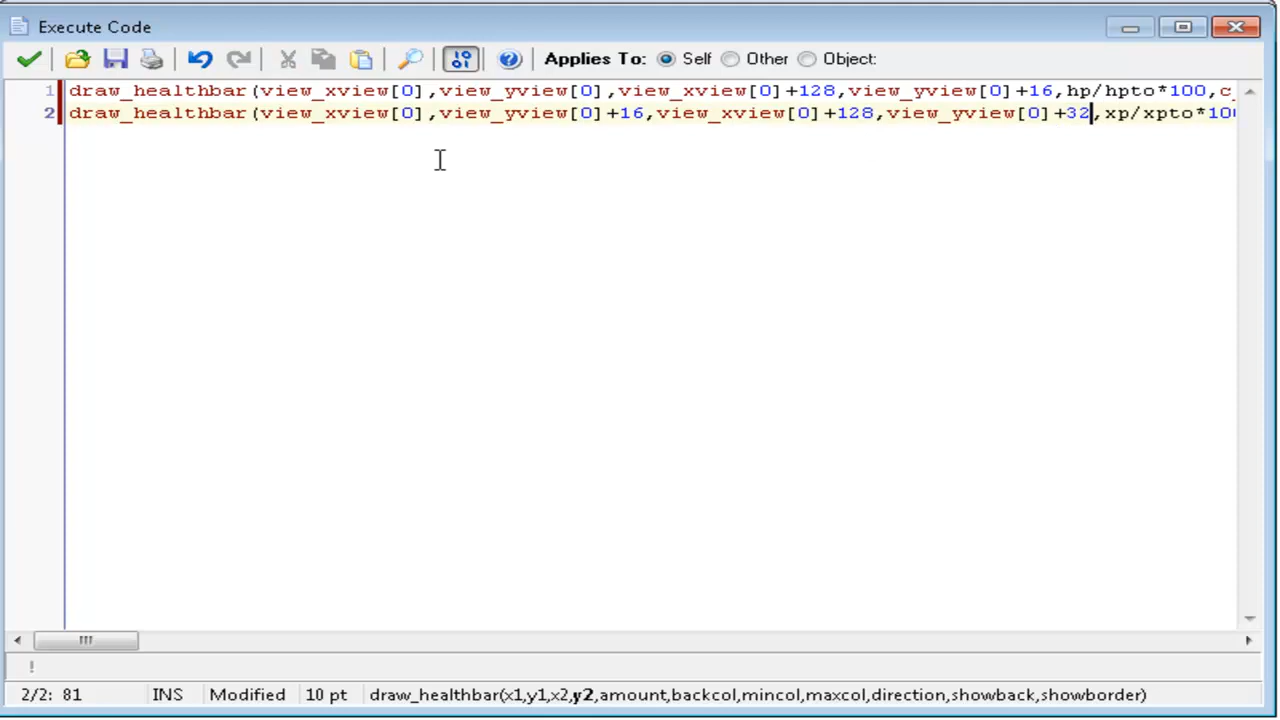 Execute Code
Applies To: Self Other Object:
1 draw_healthbar(view_xview[0],view_yview[0],view_xview[0]+128,view_yview[0]+16,hp/hpto*100,c_
2 draw_healthbar(view_xview[0],view_yview[0]+16,view_xview[0]+128,view_yview[0]+32,xp/xpto*100
!
2/2: 81 INS Modified 10 pt draw_healthbar(x1,y1,x2,y2,amount,backcol,mincol,maxcol,direction,showback,showborder)